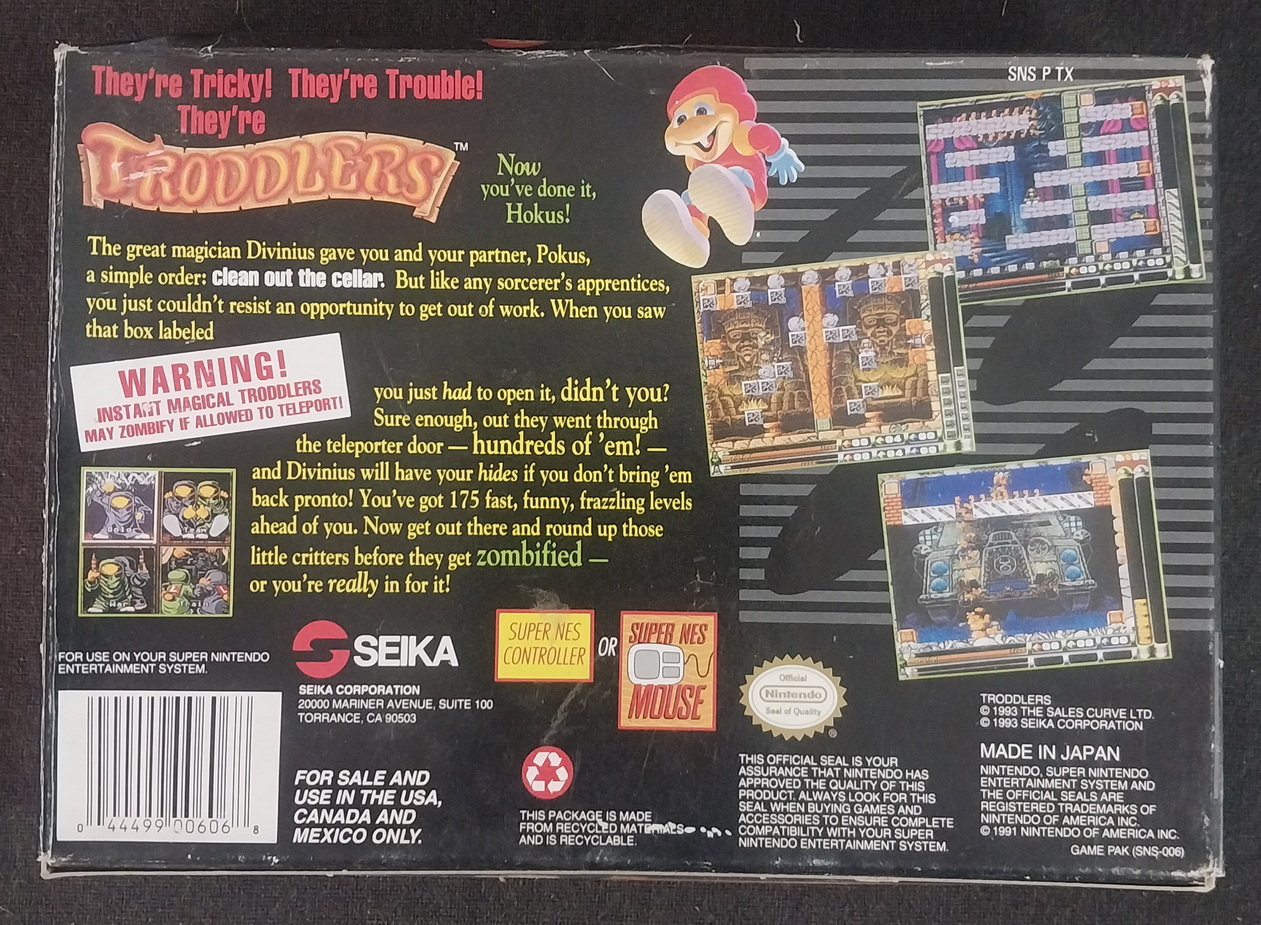 They're Tricky! They're Trouble!
They're
TRODDLERS™
Now
you've done it,
Hokus!
SNS P TX
The great magician Divinius gave you and your partner, Pokus,
a simple order: clean out the cellar. But like any sorcerer's apprentices,
you just couldn't resist an opportunity to get out of work. When you saw
that box labeled
WARNING!
INSTANT MAGICAL TRODDLERS
MAY ZOMBIFY IF ALLOWED TO TELEPORT!
you just had to open it, didn't you?
Sure enough, out they went through
the teleporter door — hundreds of 'em! —
and Divinius will have your hides if you don't bring 'em
back pronto! You've got 175 fast, funny, frazzling levels
ahead of you. Now get out there and round up those
little critters before they get zombified —
or you're really in for it!
Solo
Team
War
FOR USE ON YOUR SUPER NINTENDO
ENTERTAINMENT SYSTEM.
0 44499 00606 8
SEIKA
SEIKA CORPORATION
20000 MARINER AVENUE, SUITE 100
TORRANCE, CA 90503
FOR SALE AND
USE IN THE USA,
CANADA AND
MEXICO ONLY.
SUPER NES
CONTROLLER
OR
SUPER NES
MOUSE
THIS PACKAGE IS MADE
FROM RECYCLED MATERIALS
AND IS RECYCLABLE.
Official
Nintendo
Seal of Quality
®
THIS OFFICIAL SEAL IS YOUR
ASSURANCE THAT NINTENDO HAS
APPROVED THE QUALITY OF THIS
PRODUCT. ALWAYS LOOK FOR THIS
SEAL WHEN BUYING GAMES AND
ACCESSORIES TO ENSURE COMPLETE
COMPATIBILITY WITH YOUR SUPER
NINTENDO ENTERTAINMENT SYSTEM.
TRODDLERS
© 1993 THE SALES CURVE LTD.
© 1993 SEIKA CORPORATION
MADE IN JAPAN
NINTENDO, SUPER NINTENDO
ENTERTAINMENT SYSTEM AND
THE OFFICIAL SEALS ARE
REGISTERED TRADEMARKS OF
NINTENDO OF AMERICA INC.
© 1991 NINTENDO OF AMERICA INC.
GAME PAK (SNS-006)